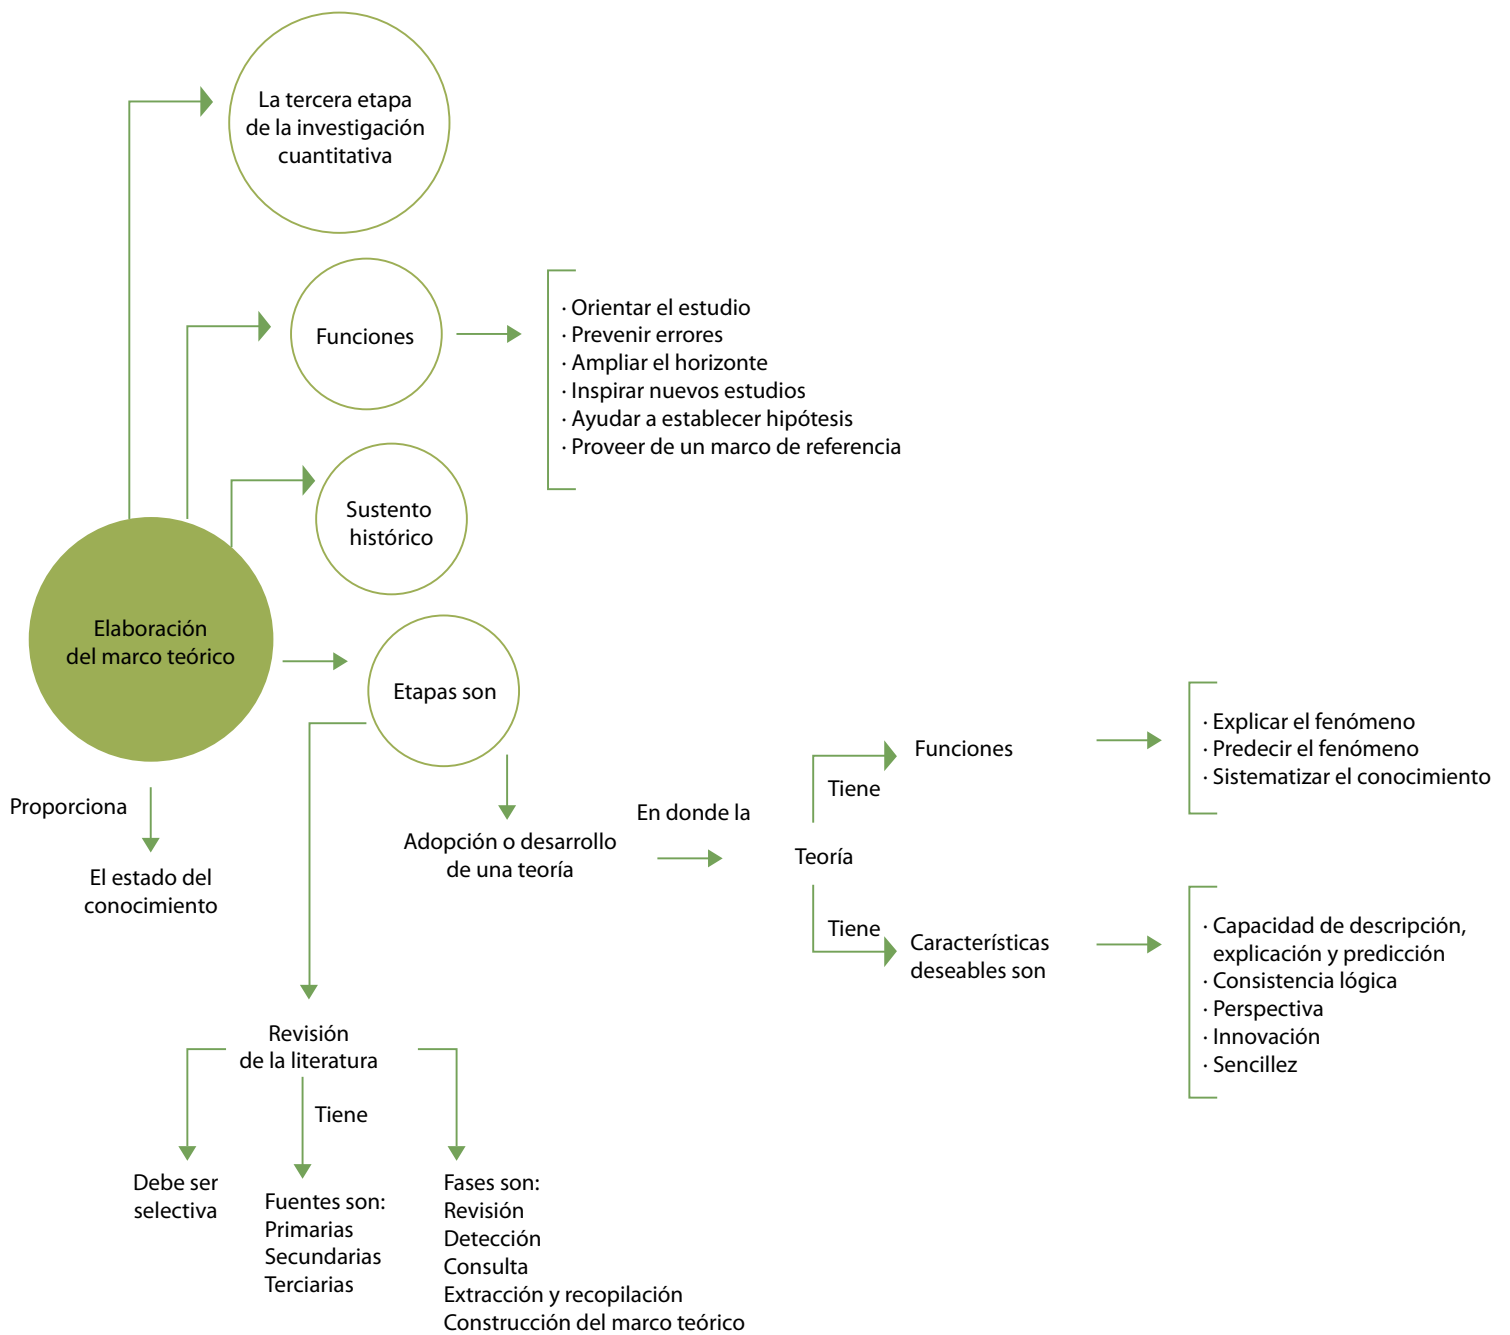 La tercera etapa
de la investigación
cuantitativa
Funciones
· Orientar el estudio
· Prevenir errores
· Ampliar el horizonte
· Inspirar nuevos estudios
· Ayudar a establecer hipótesis
· Proveer de un marco de referencia
Sustento
histórico
Elaboración
del marco teórico
Etapas son
Proporciona
El estado del
conocimiento
Adopción o desarrollo
de una teoría
En donde la
Teoría
Tiene
Funciones
· Explicar el fenómeno
· Predecir el fenómeno
· Sistematizar el conocimiento
Tiene
Características
deseables son
· Capacidad de descripción,
explicación y predicción
· Consistencia lógica
· Perspectiva
· Innovación
· Sencillez
Revisión
de la literatura
Tiene
Debe ser
selectiva
Fuentes son:
Primarias
Secundarias
Terciarias
Fases son:
Revisión
Detección
Consulta
Extracción y recopilación
Construcción del marco teórico